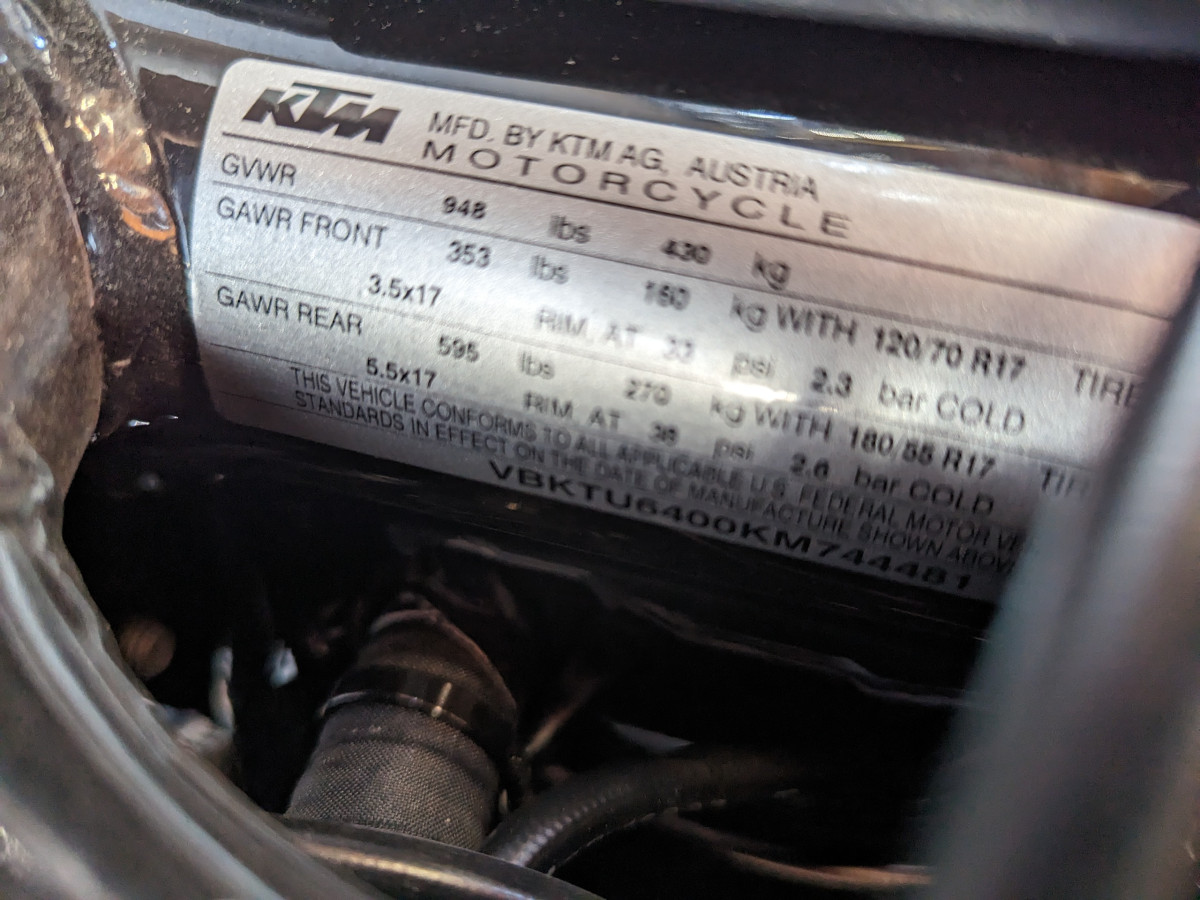 KTM MFD. BY KTM AG, AUSTRIA
MOTORCYCLE
GVWR 948 lbs 430 kg
GAWR FRONT 353 lbs 160 kg WITH 120/70 R17 TIRE
3.5x17 RIM. AT 33 psi 2.3 bar COLD
GAWR REAR 595 lbs 270 kg WITH 180/55 R17
5.5x17 RIM. AT 38 psi 2.6 bar COLD
THIS VEHICLE CONFORMS TO ALL APPLICABLE U.S. FEDERAL MOTOR
STANDARDS IN EFFECT ON THE DATE OF MANUFACTURE SHOWN ABOVE
VBKTU6400KM744481